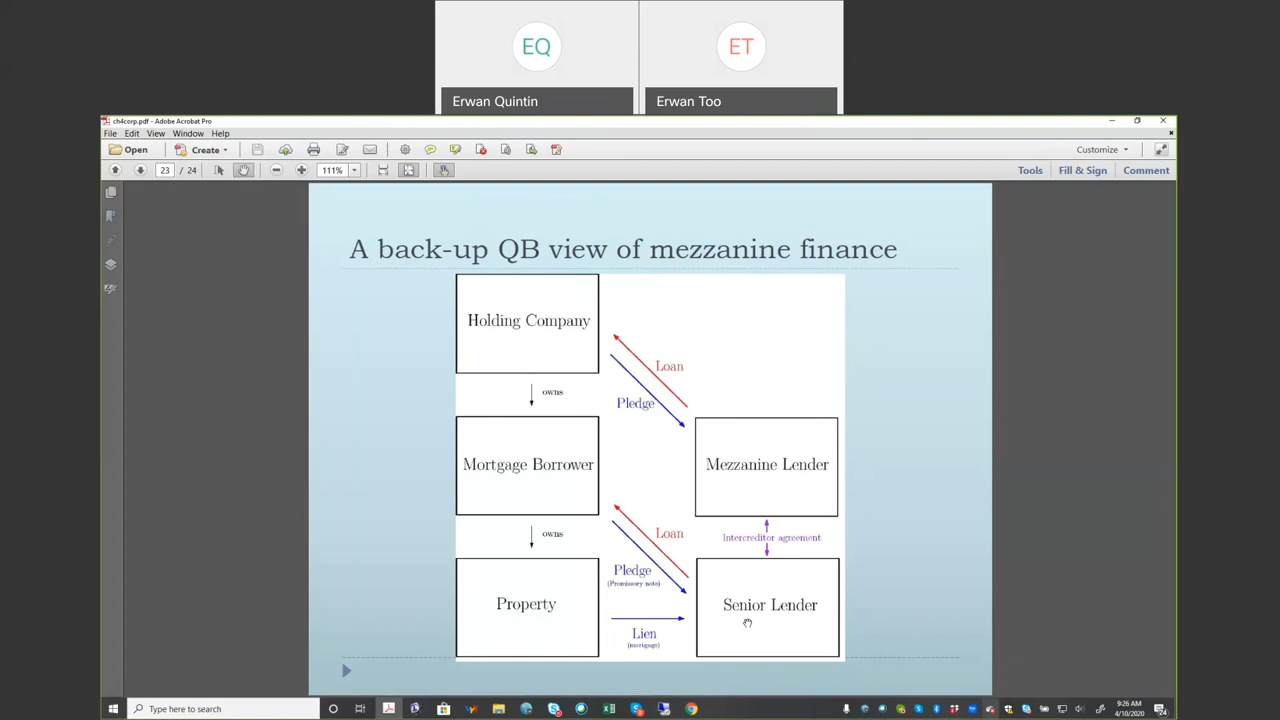 EQ
ET
Erwan Quintin
Erwan Too
ch4corp.pdf - Adobe Acrobat Pro
File Edit View Window Help
Open Create Customize
23 / 24 111% Tools Fill & Sign Comment
A back-up QB view of mezzanine finance
Holding Company
Loan
owns
Pledge
Mortgage Borrower
Mezzanine Lender
owns
Loan
Intercreditor agreement
Pledge
(Promissory note)
Property
Senior Lender
Lien
(mortgage)
Type here to search
9:26 AM
4/10/2020
24